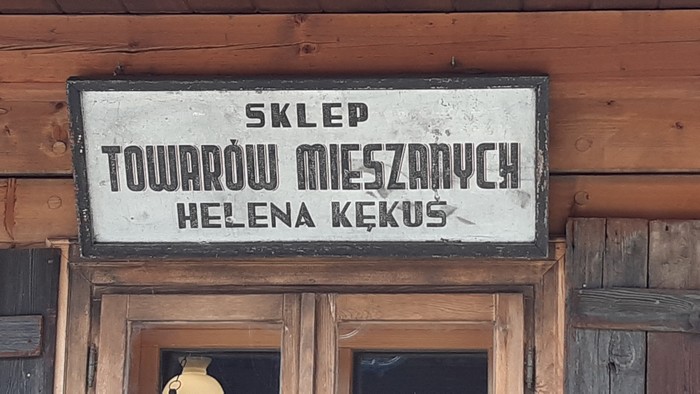 SKLEP
TOWARÓW MIESZANYCH
HELENA KĘKUŚ